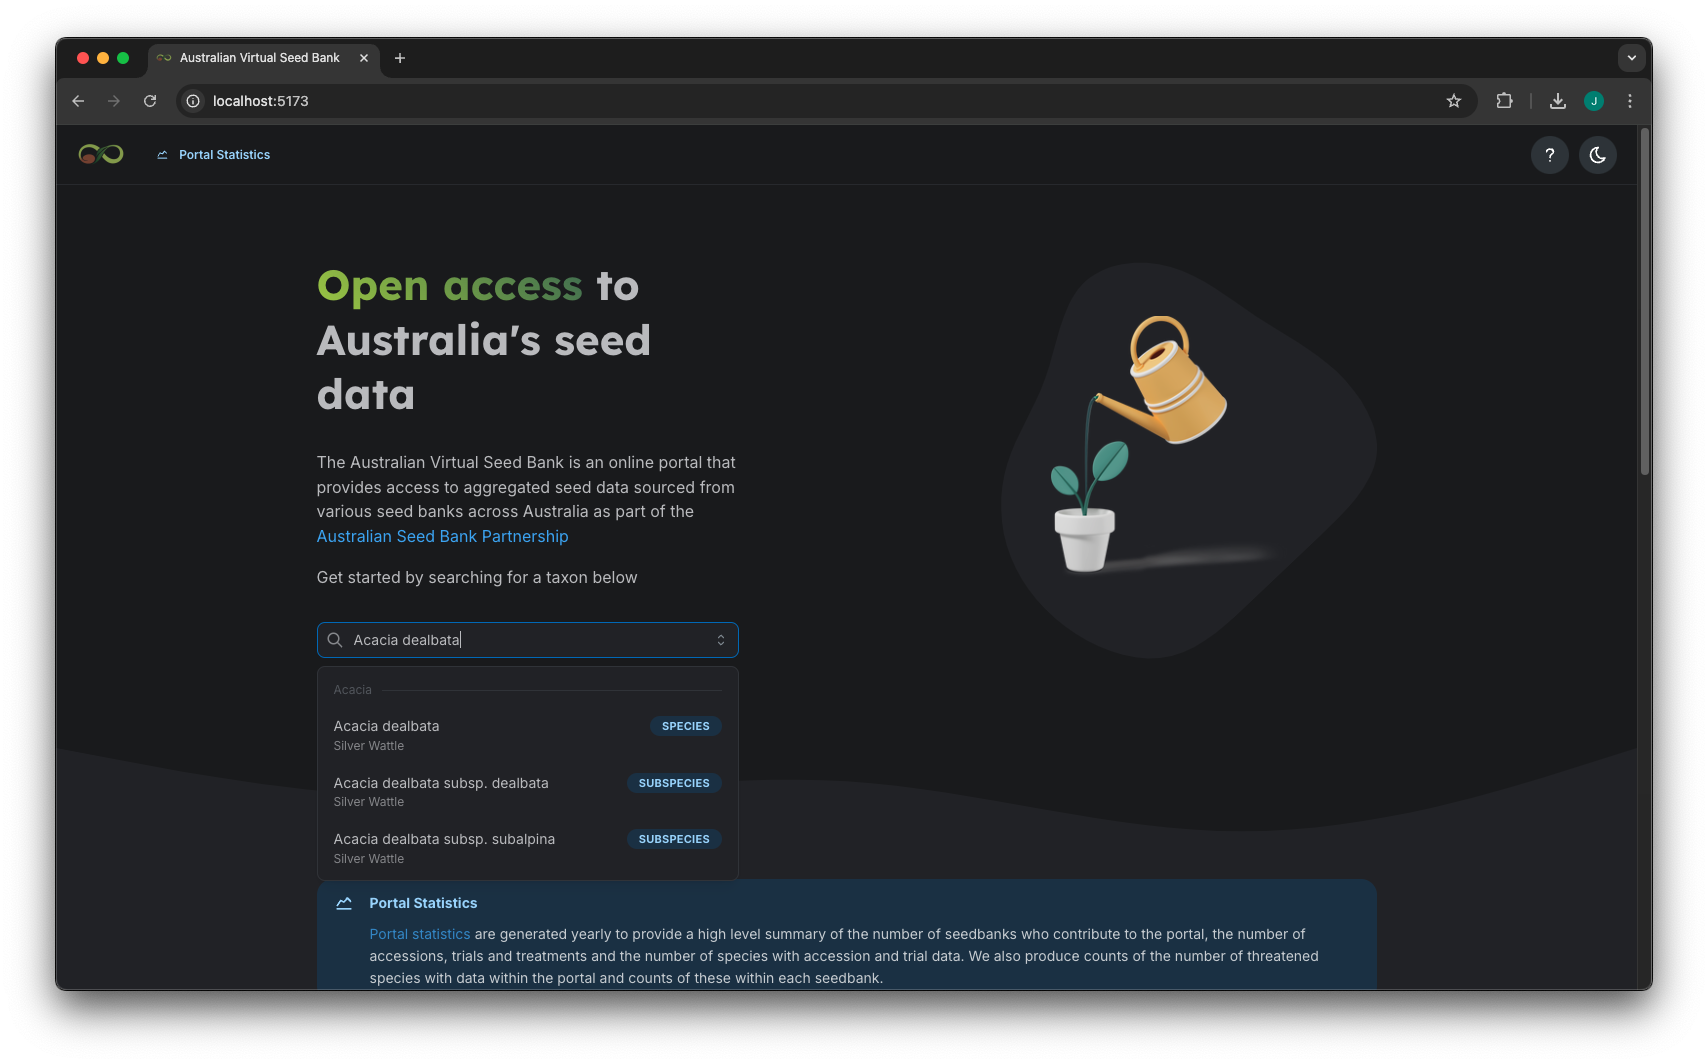 Australian Virtual Seed Bank
localhost:5173
J
Portal Statistics
?
Open access to
Australia's seed
data
The Australian Virtual Seed Bank is an online portal that
provides access to aggregated seed data sourced from
various seed banks across Australia as part of the
Australian Seed Bank Partnership
Get started by searching for a taxon below
Acacia dealbata
Acacia
Acacia dealbata SPECIES
Silver Wattle
Acacia dealbata subsp. dealbata SUBSPECIES
Silver Wattle
Acacia dealbata subsp. subalpina SUBSPECIES
Silver Wattle
Portal Statistics
Portal statistics are generated yearly to provide a high level summary of the number of seedbanks who contribute to the portal, the number of
accessions, trials and treatments and the number of species with accession and trial data. We also produce counts of the number of threatened
species with data within the portal and counts of these within each seedbank.